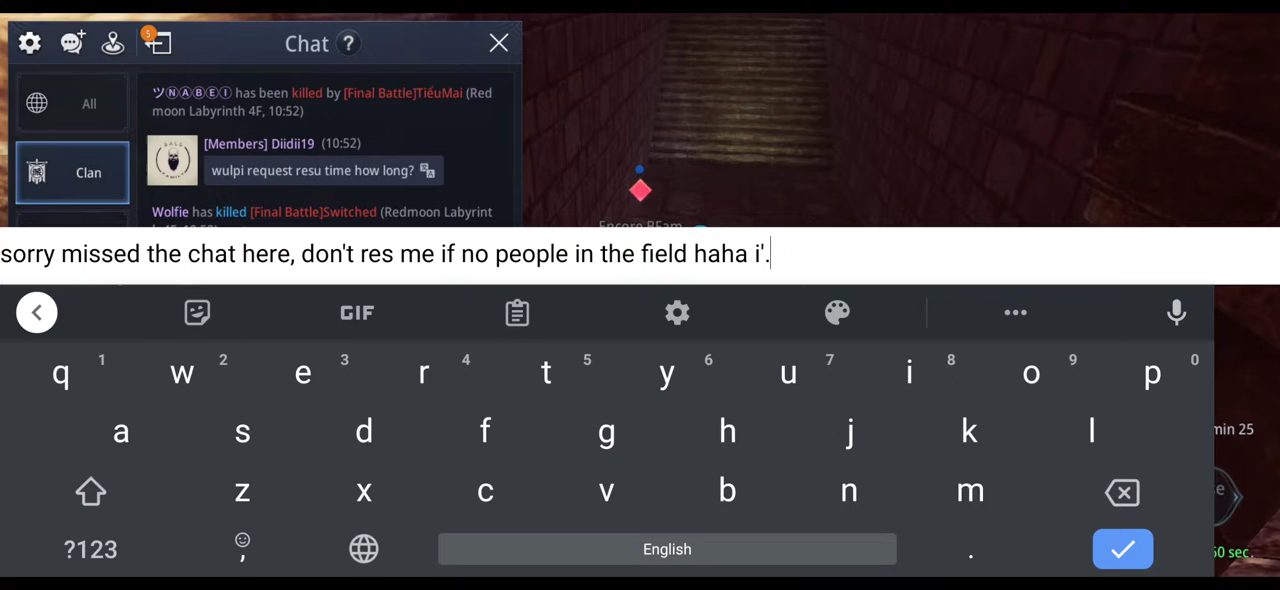 5
Chat ?
All
ツⓃⒶⒷⒺⒾ has been killed by [Final Battle]TiểuMai (Red
moon Labyrinth 4F, 10:52)
[Members] Diidii19 (10:52)
Clan
wulpi request resu time how long?
Wolfie has killed [Final Battle]Switched (Redmoon Labyrint
sorry missed the chat here, don't res me if no people in the field haha i'.
GIF
q 1 w 2 e 3 r 4 t 5 y 6 u 7 i 8 o 9 p 0
a s d f g h j k l
min 25
z x c v b n m
?123 , English .